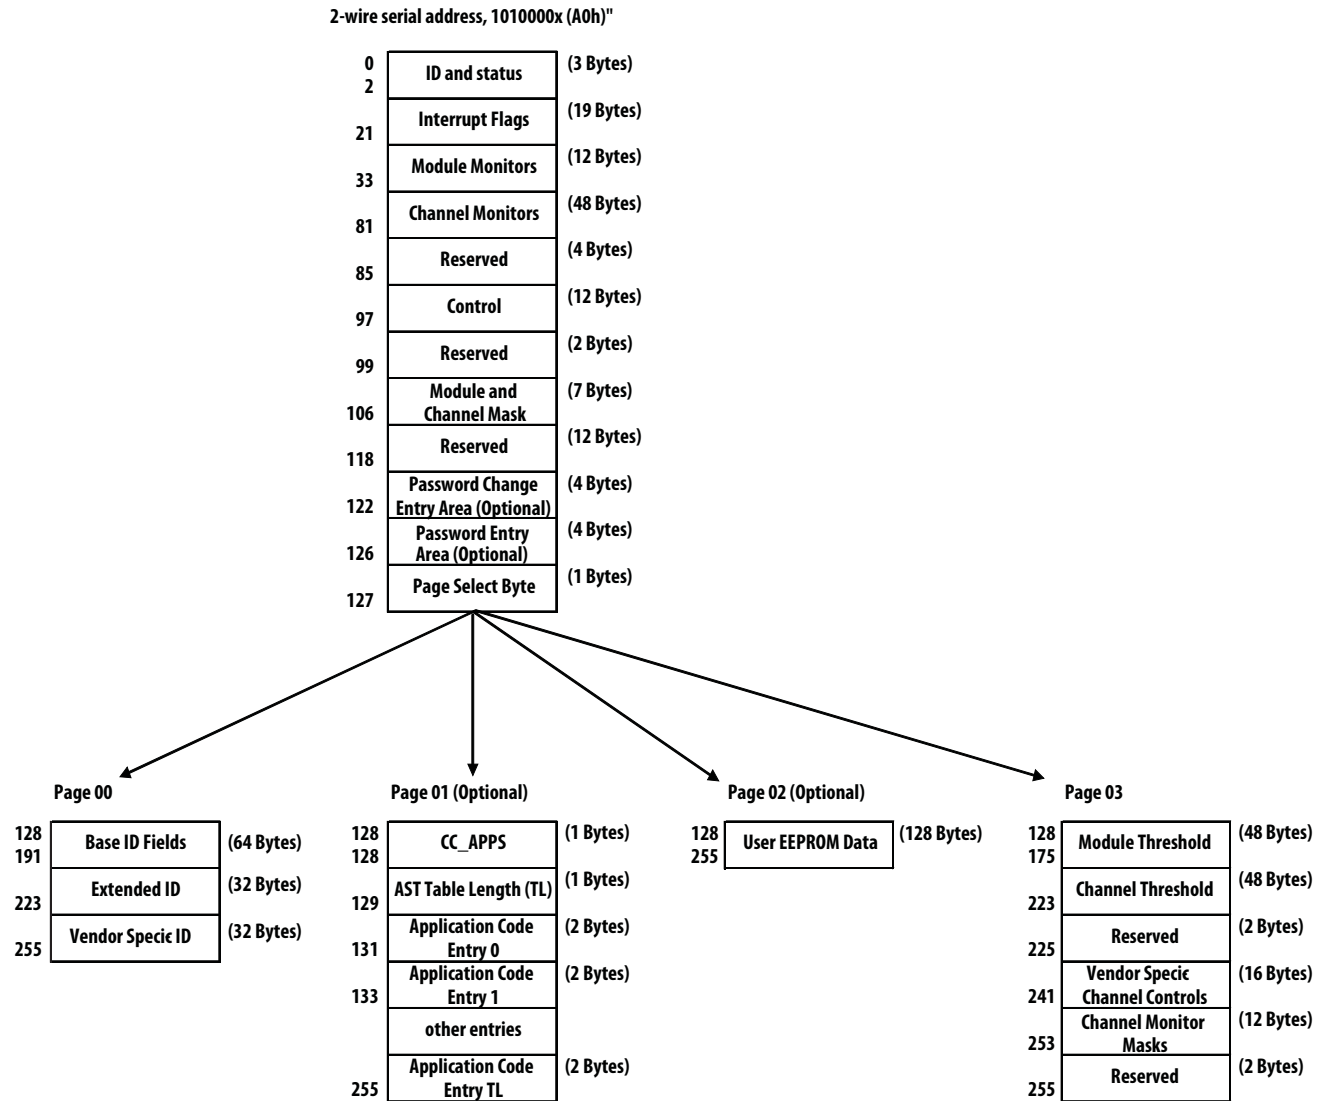 2-wire serial address, 1010000x (A0h)"
0
2
ID and status
(3 Bytes)
21
Interrupt Flags
(19 Bytes)
33
Module Monitors
(12 Bytes)
81
Channel Monitors
(48 Bytes)
85
Reserved
(4 Bytes)
97
Control
(12 Bytes)
99
Reserved
(2 Bytes)
106
Module and
Channel Mask
(7 Bytes)
118
Reserved
(12 Bytes)
122
Password Change
Entry Area (Optional)
(4 Bytes)
126
Password Entry
Area (Optional)
(4 Bytes)
127
Page Select Byte
(1 Bytes)
Page 00
128
191
Base ID Fields
(64 Bytes)
223
Extended ID
(32 Bytes)
255
Vendor Specic ID
(32 Bytes)
Page 01 (Optional)
128
128
CC_APPS
(1 Bytes)
129
AST Table Length (TL)
(1 Bytes)
131
Application Code
Entry 0
(2 Bytes)
133
Application Code
Entry 1
(2 Bytes)
other entries
255
Application Code
Entry TL
(2 Bytes)
Page 02 (Optional)
128
255
User EEPROM Data
(128 Bytes)
Page 03
128
175
Module Threshold
(48 Bytes)
223
Channel Threshold
(48 Bytes)
225
Reserved
(2 Bytes)
241
Vendor Specic
Channel Controls
(16 Bytes)
253
Channel Monitor
Masks
(12 Bytes)
255
Reserved
(2 Bytes)